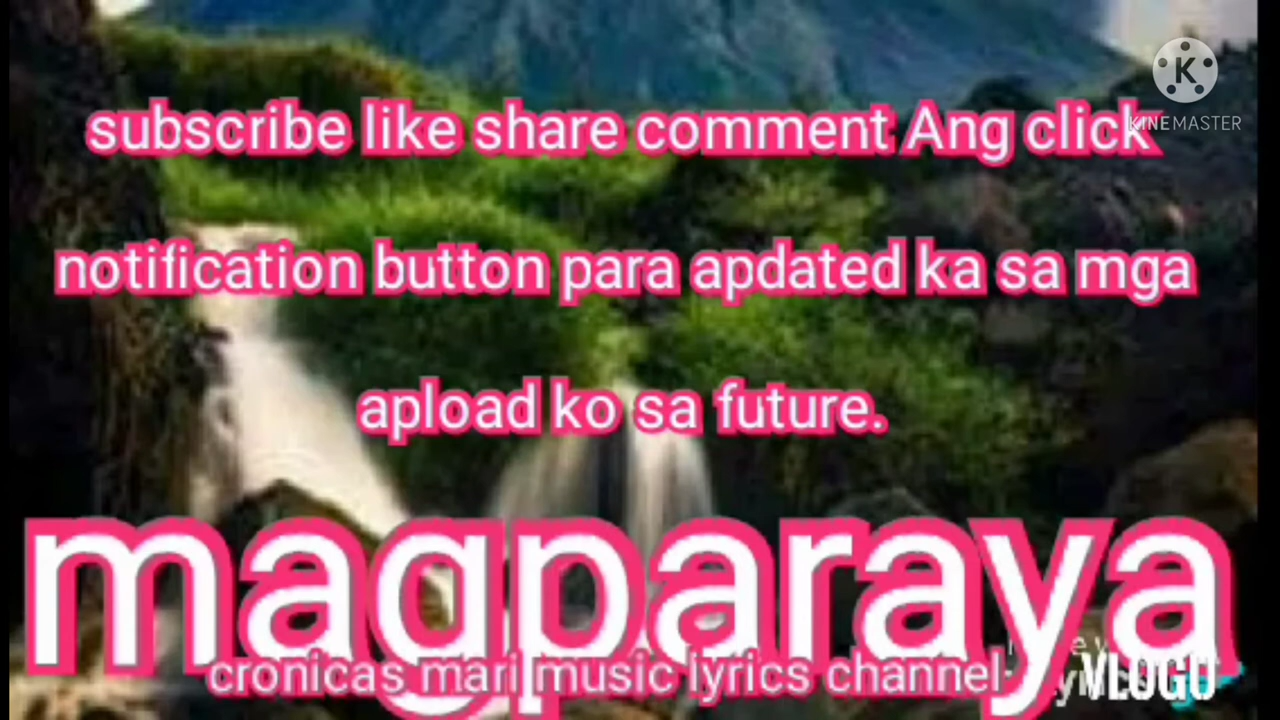 subscribe like share comment Ang click
KINEMASTER
notification button para apdated ka sa mga
apload ko sa future.
magparaya
cronicas mari music lyrics channel
VLOGU